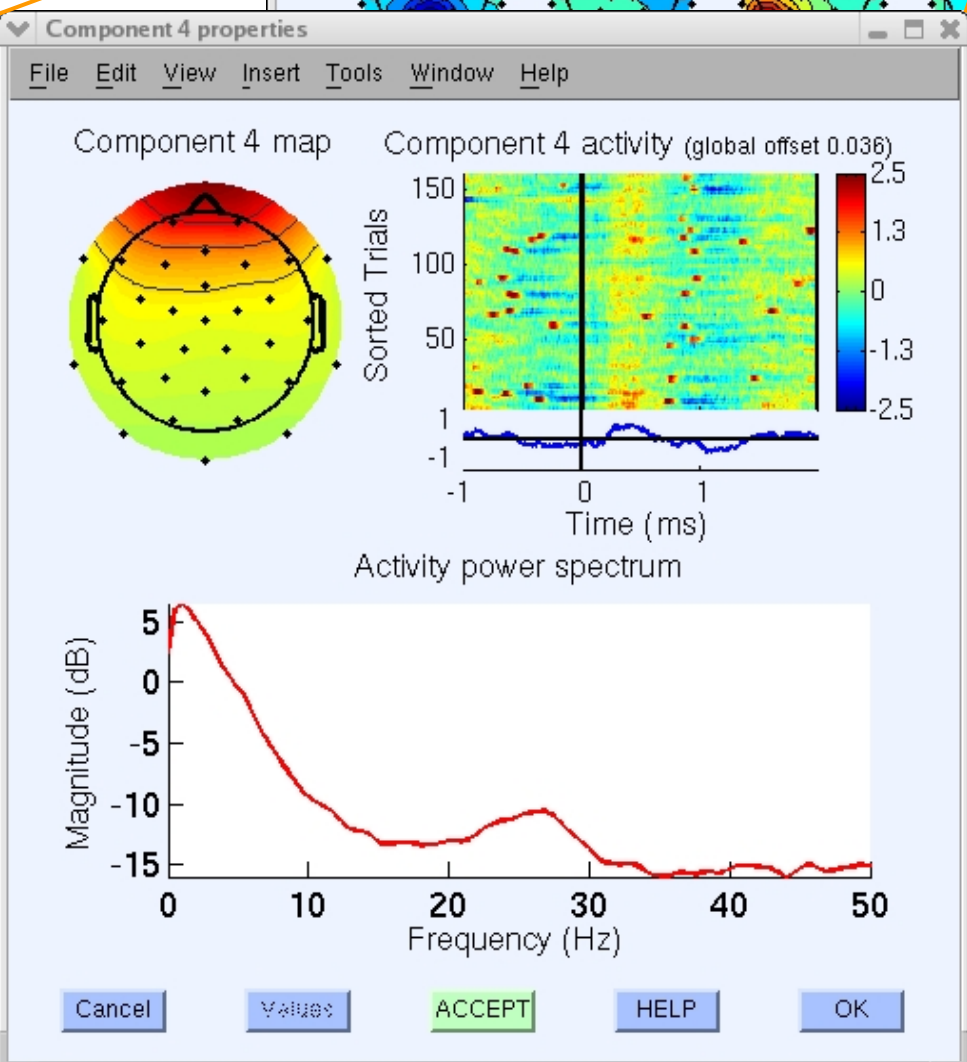 Component 4 properties
File Edit View Insert Tools Window Help
Component 4 map
Component 4 activity (global offset 0.036)
Sorted Trials
150
100
50
1
-1
-1 0 1
Time (ms)
2.5
1.3
0
-1.3
-2.5
Activity power spectrum
Magnitude (dB)
5
0
-5
-10
-15
0 10 20 30 40 50
Frequency (Hz)
Cancel Values ACCEPT HELP OK